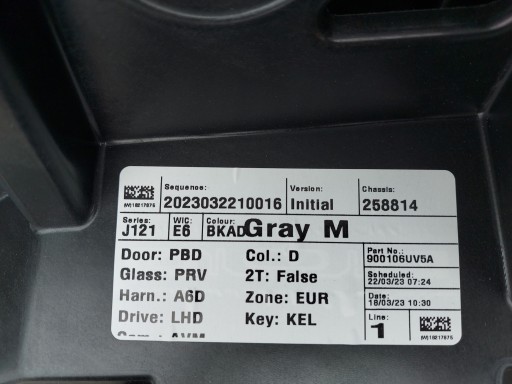 Sequence: Version: Chassis:
2023032210016 Initial 258814
Series: WIC: Colour:
J121 E6 BKAD Gray M
Door: PBD Col.: D Part No.:
900106UV5A
Glass: PRV 2T: False Scheduled:
22/03/23 07:24
Harn.: A6D Zone: EUR Date:
18/03/23 10:30
Drive: LHD Key: KEL Line:
1